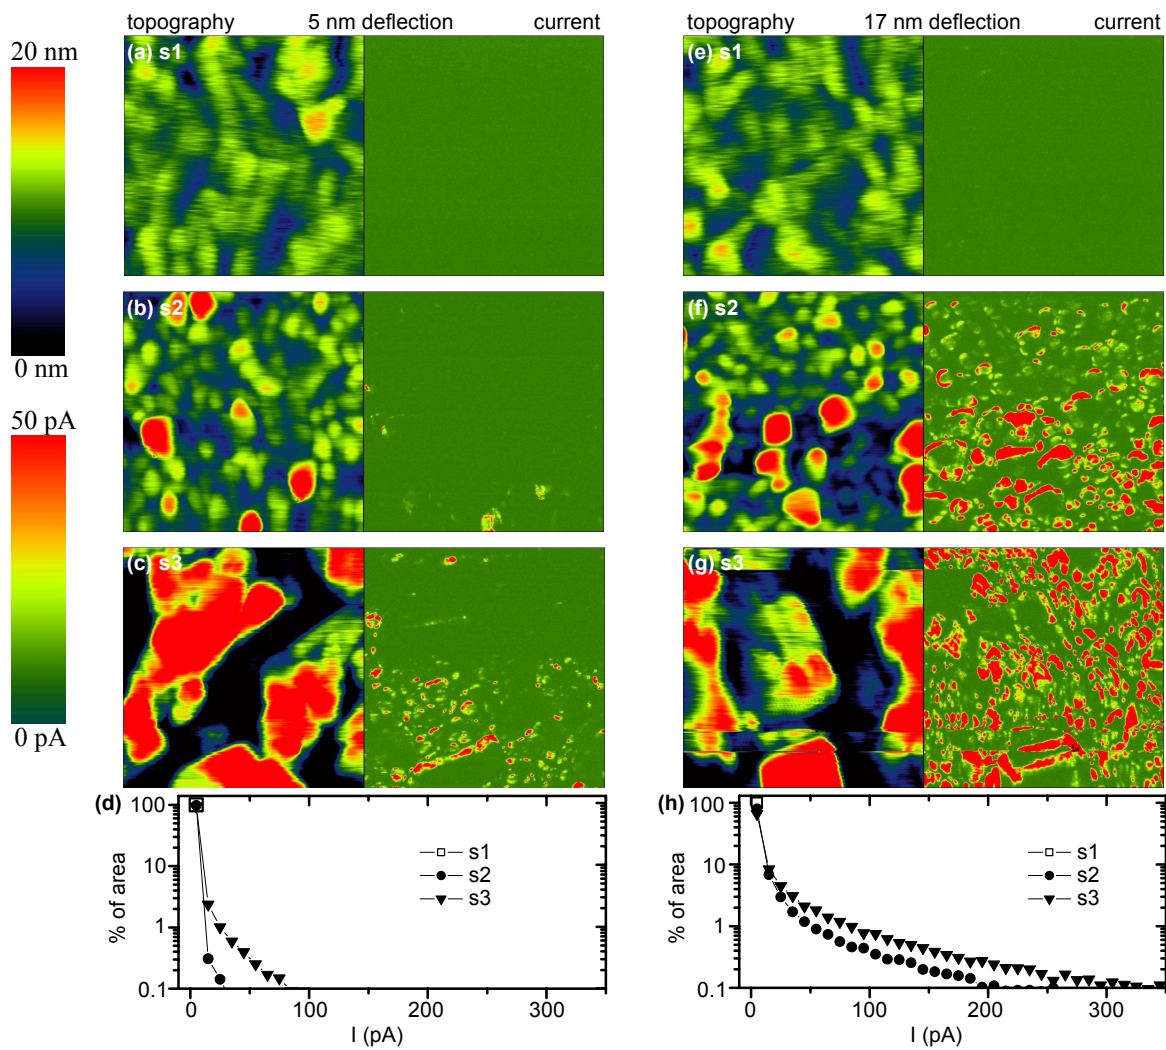 topography 5 nm deflection current
topography 17 nm deflection current
20 nm
0 nm
50 pA
0 pA
(a) s1
(e) s1
(b) s2
(f) s2
(c) s3
(g) s3
(d)
100
10
1
0.1
% of area
0 100 200 300
I (pA)
s1
s2
s3
(h)
100
10
1
0.1
% of area
0 100 200 300
I (pA)
s1
s2
s3